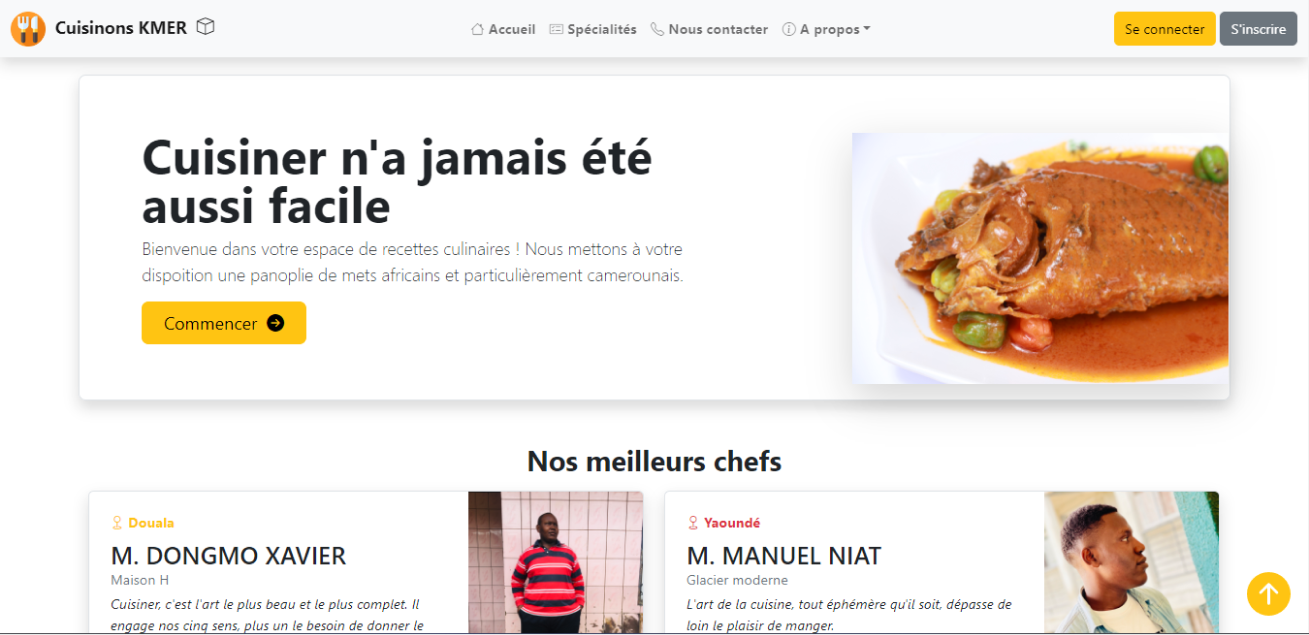 Cuisinons KMER
Accueil
Spécialités
Nous contacter
A propos
Se connecter
S'inscrire
Cuisiner n'a jamais été
aussi facile
Bienvenue dans votre espace de recettes culinaires ! Nous mettons à votre
dispoition une panoplie de mets africains et particulièrement camerounais.
Commencer
Nos meilleurs chefs
Douala
M. DONGMO XAVIER
Maison H
Cuisiner, c'est l'art le plus beau et le plus complet. Il
engage nos cinq sens, plus un le besoin de donner le
Yaoundé
M. MANUEL NIAT
Glacier moderne
L'art de la cuisine, tout éphémère qu'il soit, dépasse de
loin le plaisir de manger.